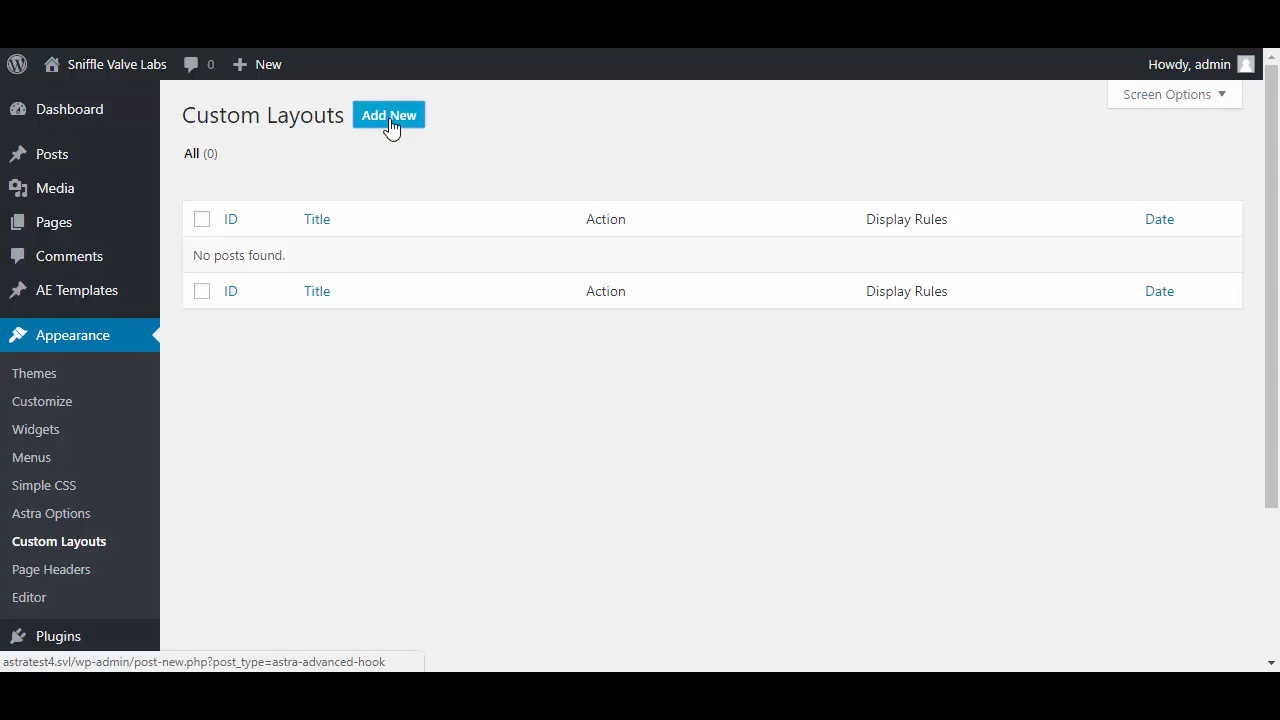 Sniffle Valve Labs 0 New Howdy, admin
Screen Options
Dashboard
Posts
Media
Pages
Comments
AE Templates
Appearance
Themes
Customize
Widgets
Menus
Simple CSS
Astra Options
Custom Layouts
Page Headers
Editor
Plugins
Custom Layouts Add New
All (0)
ID Title Action Display Rules Date
No posts found.
ID Title Action Display Rules Date
astratest4.svl/wp-admin/post-new.php?post_type=astra-advanced-hook